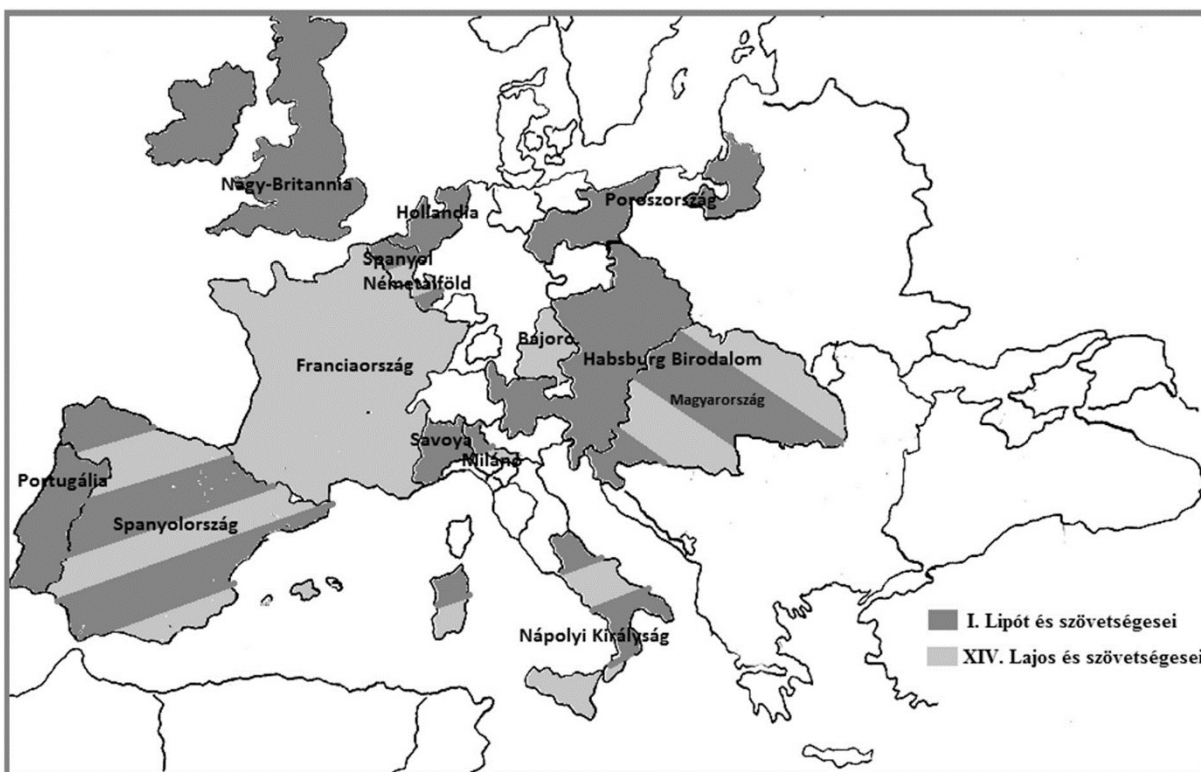 Nagy-Britannia
Hollandia
Poroszország
Spanyol
Németalföld
Bajoro
Franciaország
Habsburg Birodalom
Magyarország
Savoya
Milánó
Portugália
Spanyolország
Nápolyi Királyság
I. Lipót és szövetségesei
XIV. Lajos és szövetségesei